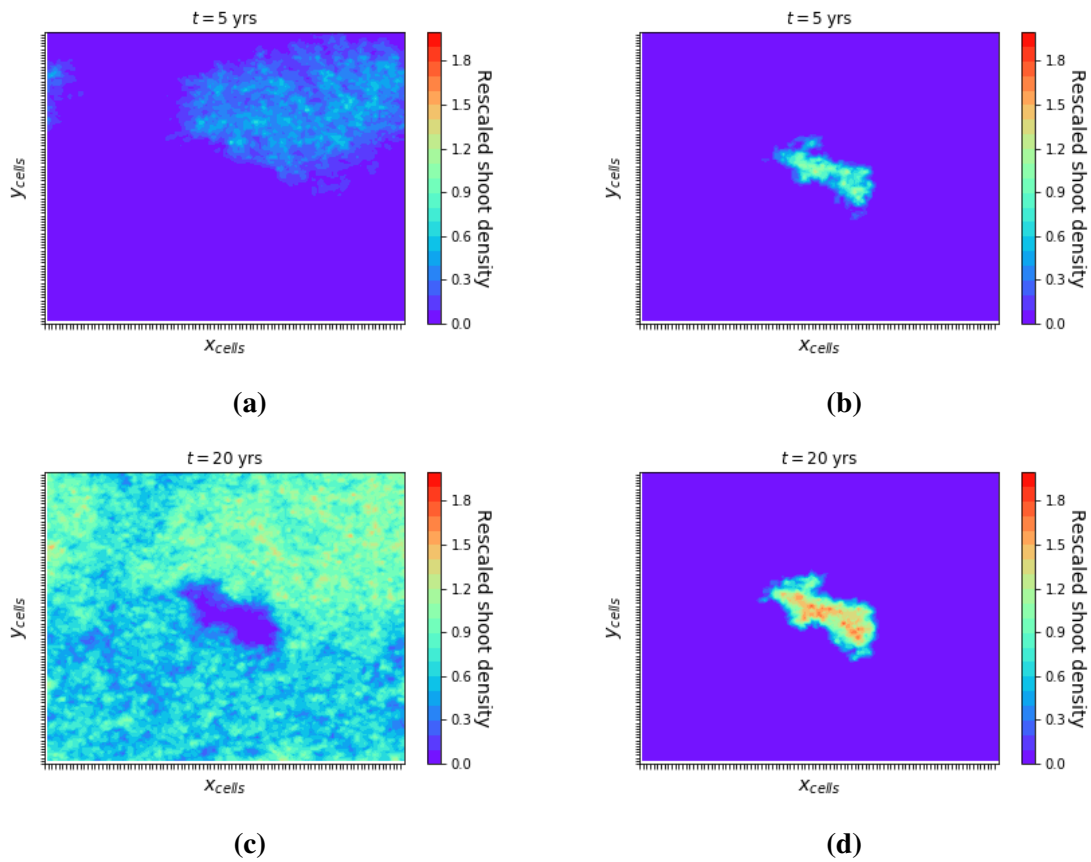 t = 5 yrs
1.8
1.5
1.2
0.9
0.6
0.3
0.0
Rescaled shoot density
y_cells
x_cells
(a)
t = 5 yrs
1.8
1.5
1.2
0.9
0.6
0.3
0.0
Rescaled shoot density
y_cells
x_cells
(b)
t = 20 yrs
1.8
1.5
1.2
0.9
0.6
0.3
0.0
Rescaled shoot density
y_cells
x_cells
(c)
t = 20 yrs
1.8
1.5
1.2
0.9
0.6
0.3
0.0
Rescaled shoot density
y_cells
x_cells
(d)